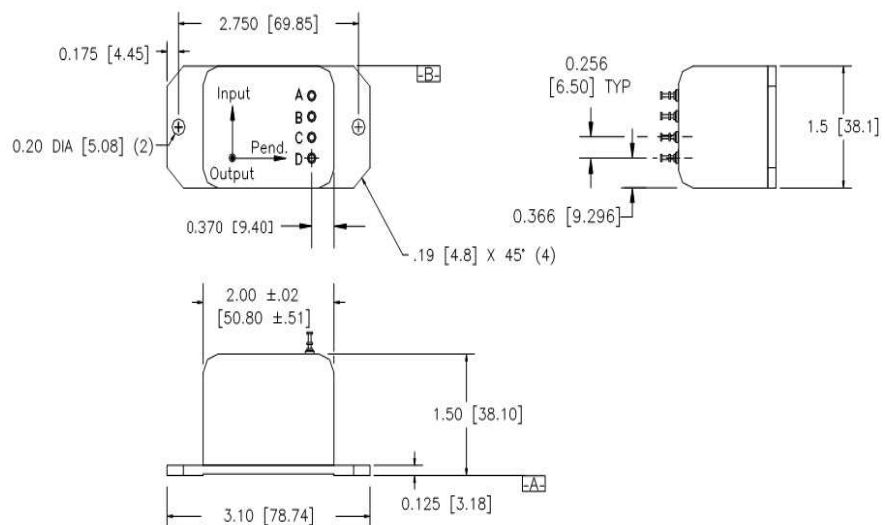 2.750 [69.85]
0.175 [4.45]
-B-
Input
A
B
C
Pend.
D
Output
0.20 DIA [5.08] (2)
0.370 [9.40]
.19 [4.8] X 45° (4)
0.256
[6.50] TYP
1.5 [38.1]
0.366 [9.296]
2.00 ±.02
[50.80 ±.51]
1.50 [38.10]
0.125 [3.18]
-A-
3.10 [78.74]